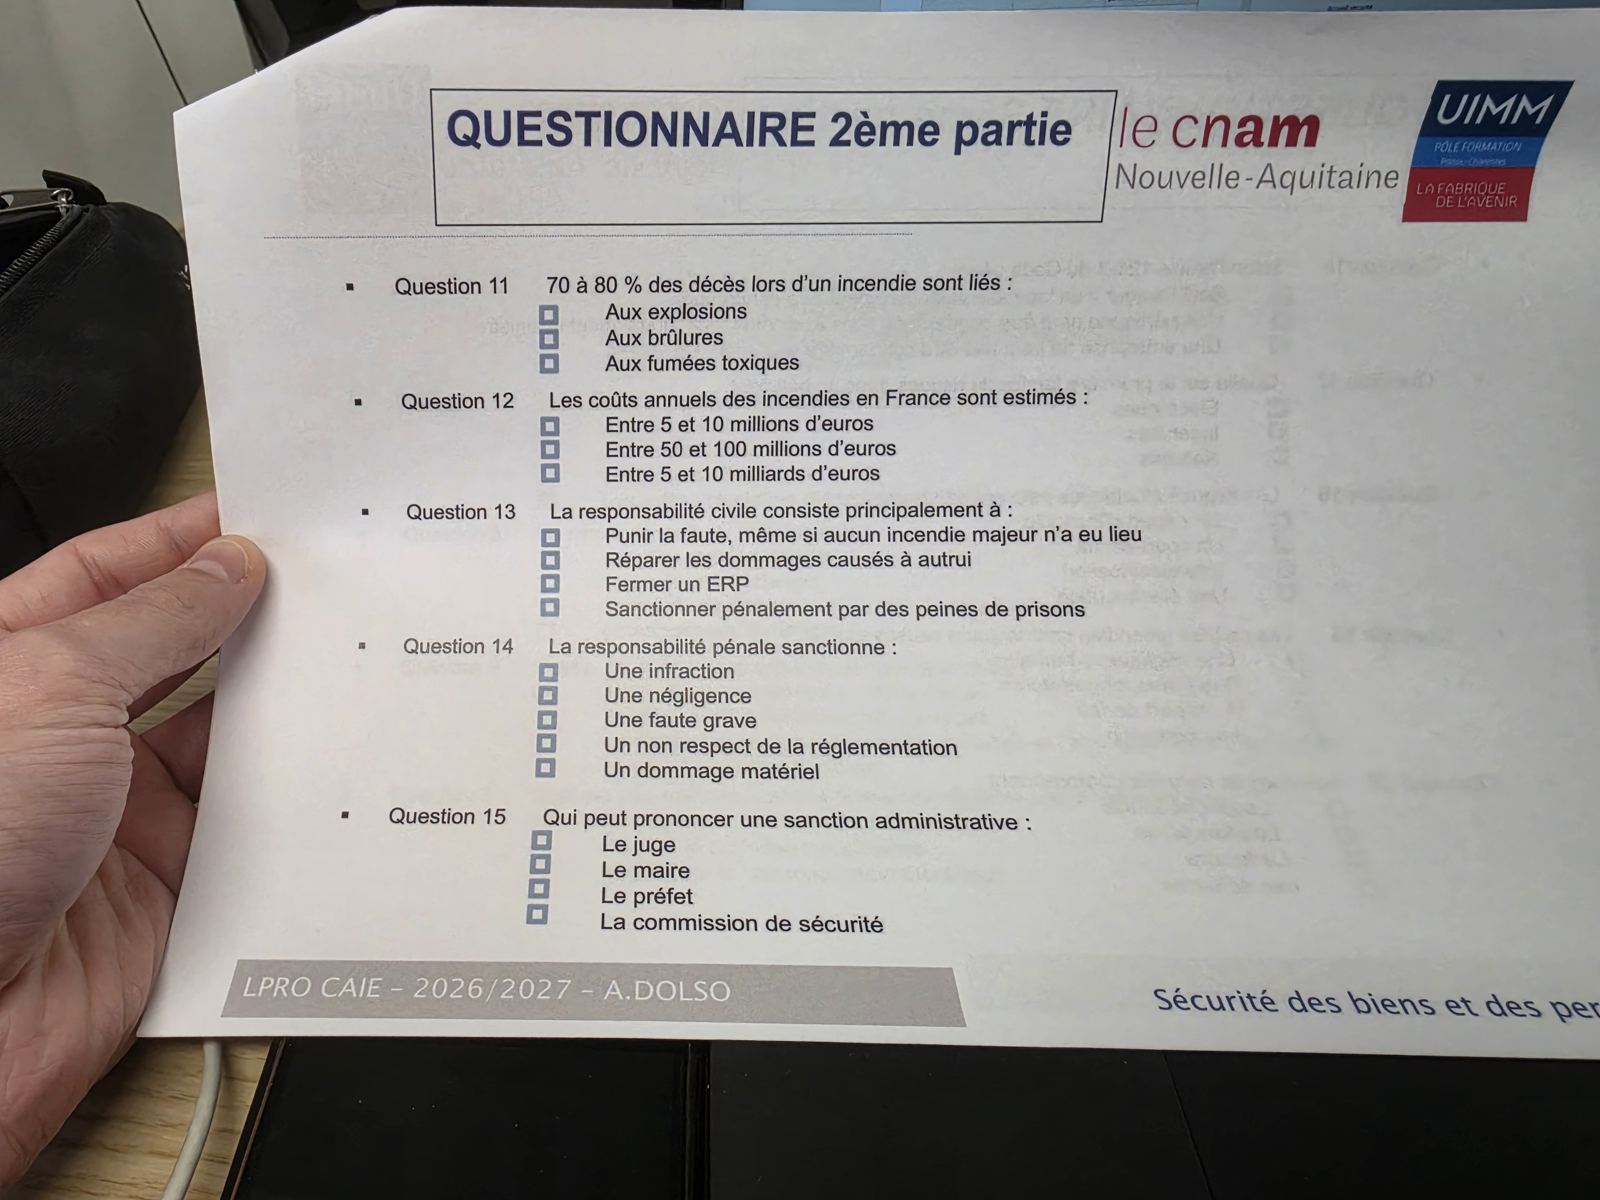 QUESTIONNAIRE 2ème partie
le cnam
Nouvelle-Aquitaine
UIMM
PÔLE FORMATION
Poitou-Charentes
LA FABRIQUE
DE L'AVENIR
▪ Question 11 70 à 80 % des décès lors d'un incendie sont liés :
Aux explosions
Aux brûlures
Aux fumées toxiques
▪ Question 12 Les coûts annuels des incendies en France sont estimés :
Entre 5 et 10 millions d'euros
Entre 50 et 100 millions d'euros
Entre 5 et 10 milliards d'euros
▪ Question 13 La responsabilité civile consiste principalement à :
Punir la faute, même si aucun incendie majeur n'a eu lieu
Réparer les dommages causés à autrui
Fermer un ERP
Sanctionner pénalement par des peines de prisons
▪ Question 14 La responsabilité pénale sanctionne :
Une infraction
Une négligence
Une faute grave
Un non respect de la réglementation
Un dommage matériel
▪ Question 15 Qui peut prononcer une sanction administrative :
Le juge
Le maire
Le préfet
La commission de sécurité
LPRO CAIE – 2026/2027 – A.DOLSO
Sécurité des biens et des per